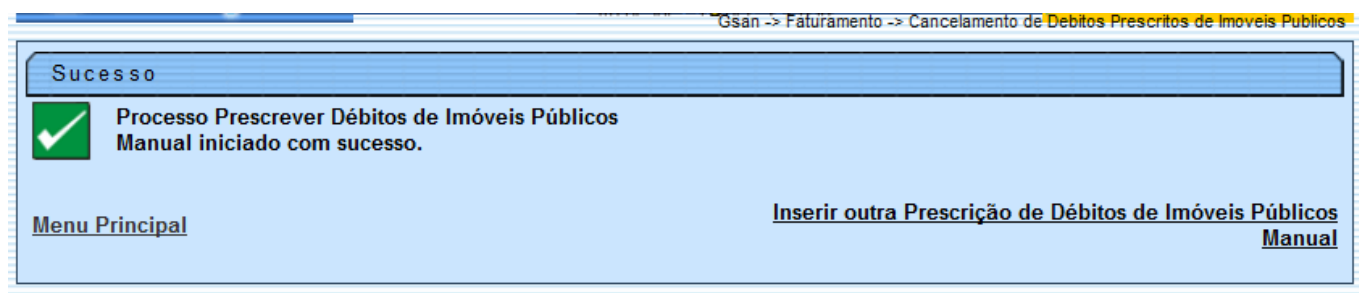 Gsan -> Faturamento -> Cancelamento de Debitos Prescritos de Imoveis Publicos
Sucesso
Processo Prescrever Débitos de Imóveis Públicos
Manual iniciado com sucesso.
Menu Principal
Inserir outra Prescrição de Débitos de Imóveis Públicos
Manual